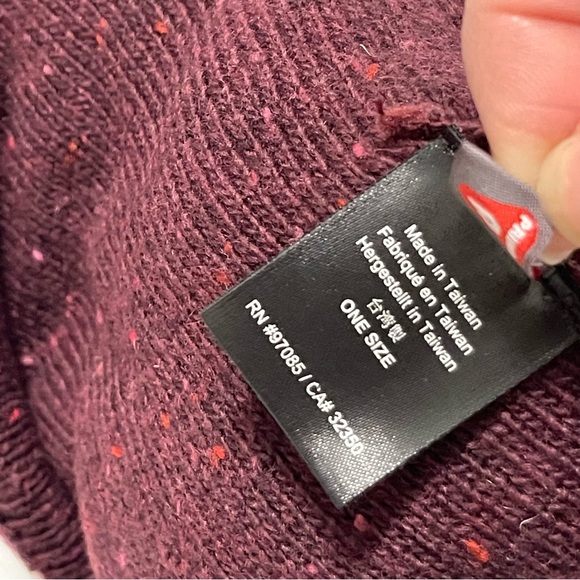 Made in Taiwan
Fabriqué en Taiwan
Hergestellt in Taiwan
台湾製
ONE SIZE
RN #97085 / CA# 32350